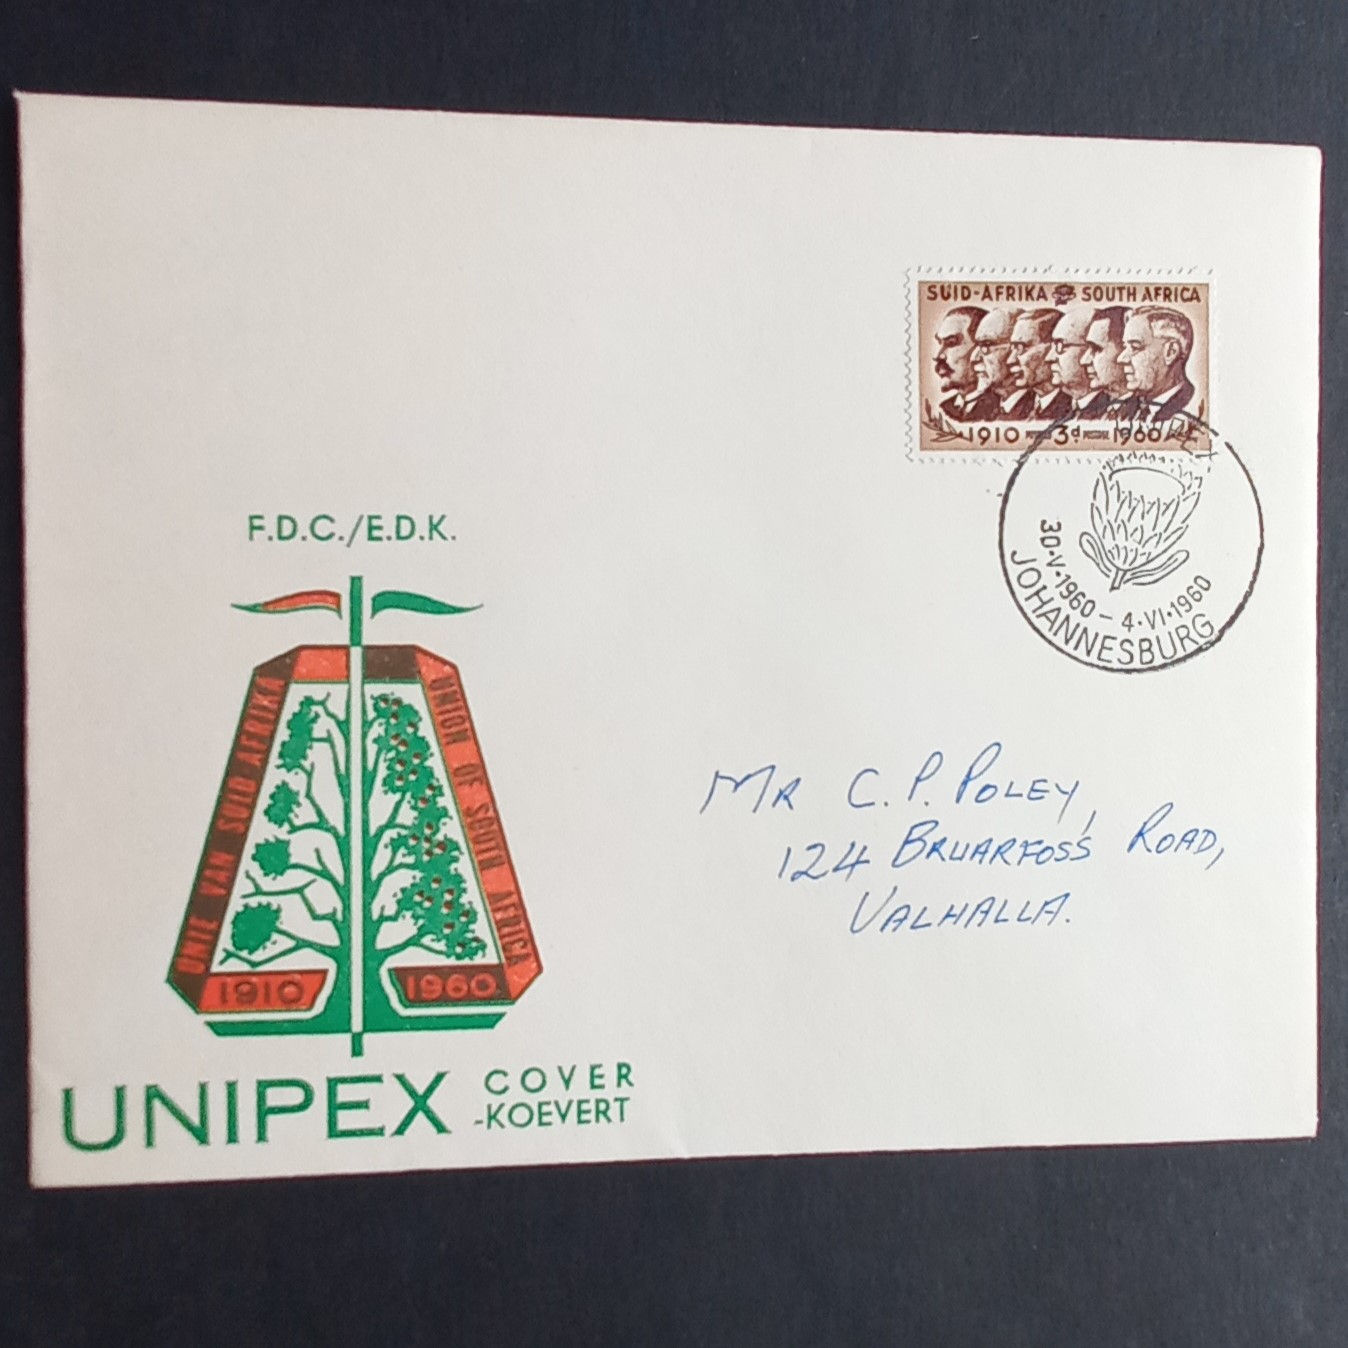 SUID-AFRIKA SOUTH AFRICA
1910 3d 1960
UNIPEX
30·V·1960 – 4·VI·1960
JOHANNESBURG
F.D.C./E.D.K.
UNIE VAN SUID AFRIKA
UNION OF SOUTH AFRICA
1910 1960
MR C. P. POLEY,
124 BRUARFOSS ROAD,
VALHALLA.
UNIPEX COVER
-KOEVERT